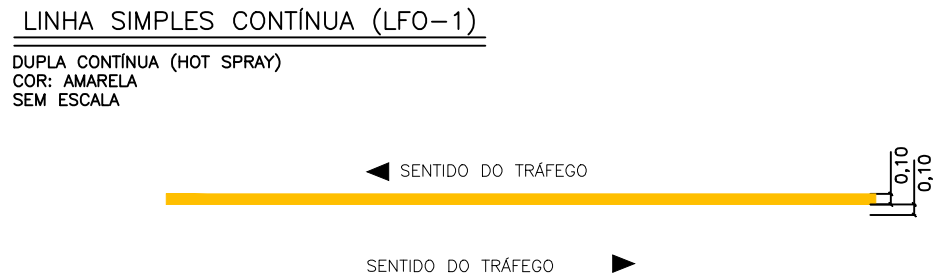 LINHA SIMPLES CONTÍNUA (LFO-1)
DUPLA CONTÍNUA (HOT SPRAY)
COR: AMARELA
SEM ESCALA
SENTIDO DO TRÁFEGO
0,10
0,10
SENTIDO DO TRÁFEGO